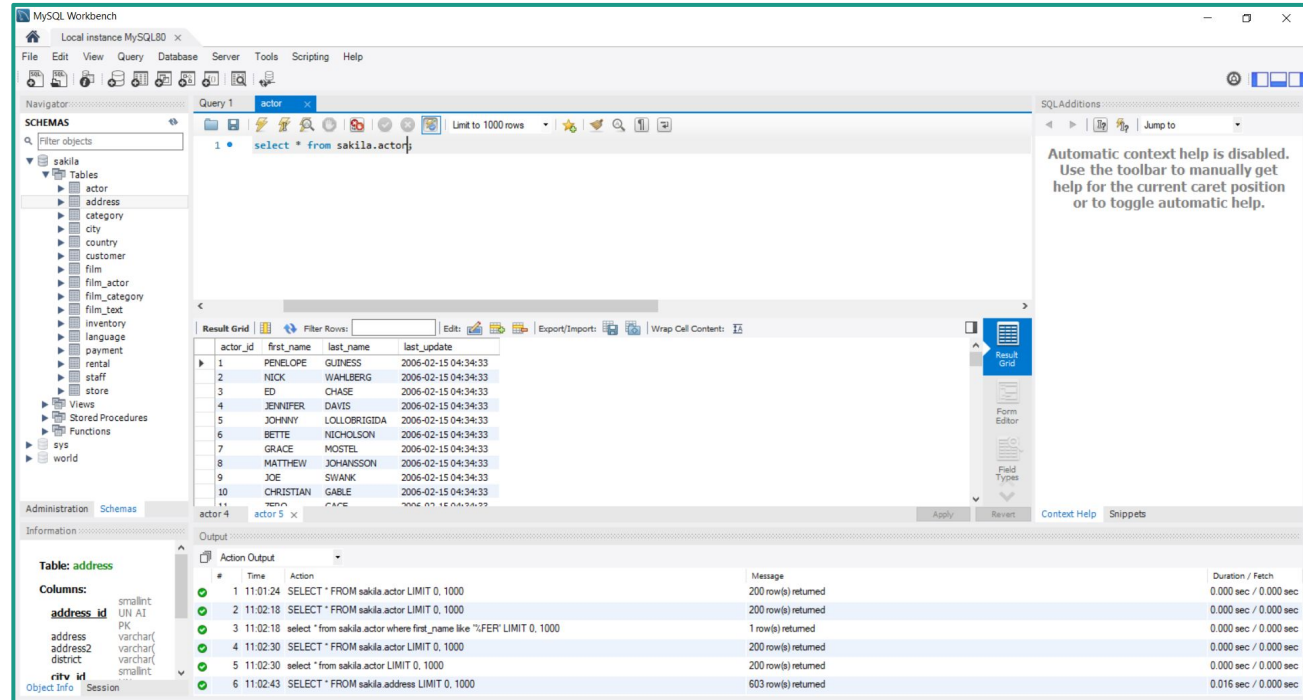 MySQL Workbench
Local instance MySQL80
File Edit View Query Database Server Tools Scripting Help
Navigator
SCHEMAS
Filter objects
sakila
Tables
actor
address
category
city
country
customer
film
film_actor
film_category
film_text
inventory
language
payment
rental
staff
store
Views
Stored Procedures
Functions
sys
world
Administration Schemas
Query 1 actor
Limit to 1000 rows
1 select * from sakila.actor;
SQLAdditions
Jump to
Automatic context help is disabled.
Use the toolbar to manually get
help for the current caret position
or to toggle automatic help.
Result Grid Filter Rows: Edit: Export/Import: Wrap Cell Content:
actor_id first_name last_name last_update
1 PENELOPE GUINESS 2006-02-15 04:34:33
2 NICK WAHLBERG 2006-02-15 04:34:33
3 ED CHASE 2006-02-15 04:34:33
4 JENNIFER DAVIS 2006-02-15 04:34:33
5 JOHNNY LOLLOBRIGIDA 2006-02-15 04:34:33
6 BETTE NICHOLSON 2006-02-15 04:34:33
7 GRACE MOSTEL 2006-02-15 04:34:33
8 MATTHEW JOHANSSON 2006-02-15 04:34:33
9 JOE SWANK 2006-02-15 04:34:33
10 CHRISTIAN GABLE 2006-02-15 04:34:33
Result
Grid
Form
Editor
Field
Types
actor 4 actor 5 Apply Revert
Context Help Snippets
Information
Table: address
Columns:
smallint
address_id UN AI
PK
address varchar(
address2 varchar(
district varchar(
smallint
city_id
Object Info Session
Output
Action Output
# Time Action Message Duration / Fetch
1 11:01:24 SELECT * FROM sakila.actor LIMIT 0, 1000 200 row(s) returned 0.000 sec / 0.000 sec
2 11:02:18 SELECT * FROM sakila.actor LIMIT 0, 1000 200 row(s) returned 0.000 sec / 0.000 sec
3 11:02:18 select * from sakila.actor where first_name like '%FER' LIMIT 0, 1000 1 row(s) returned 0.000 sec / 0.000 sec
4 11:02:30 SELECT * FROM sakila.actor LIMIT 0, 1000 200 row(s) returned 0.000 sec / 0.000 sec
5 11:02:30 select * from sakila.actor LIMIT 0, 1000 200 row(s) returned 0.000 sec / 0.000 sec
6 11:02:43 SELECT * FROM sakila.address LIMIT 0, 1000 603 row(s) returned 0.016 sec / 0.000 sec